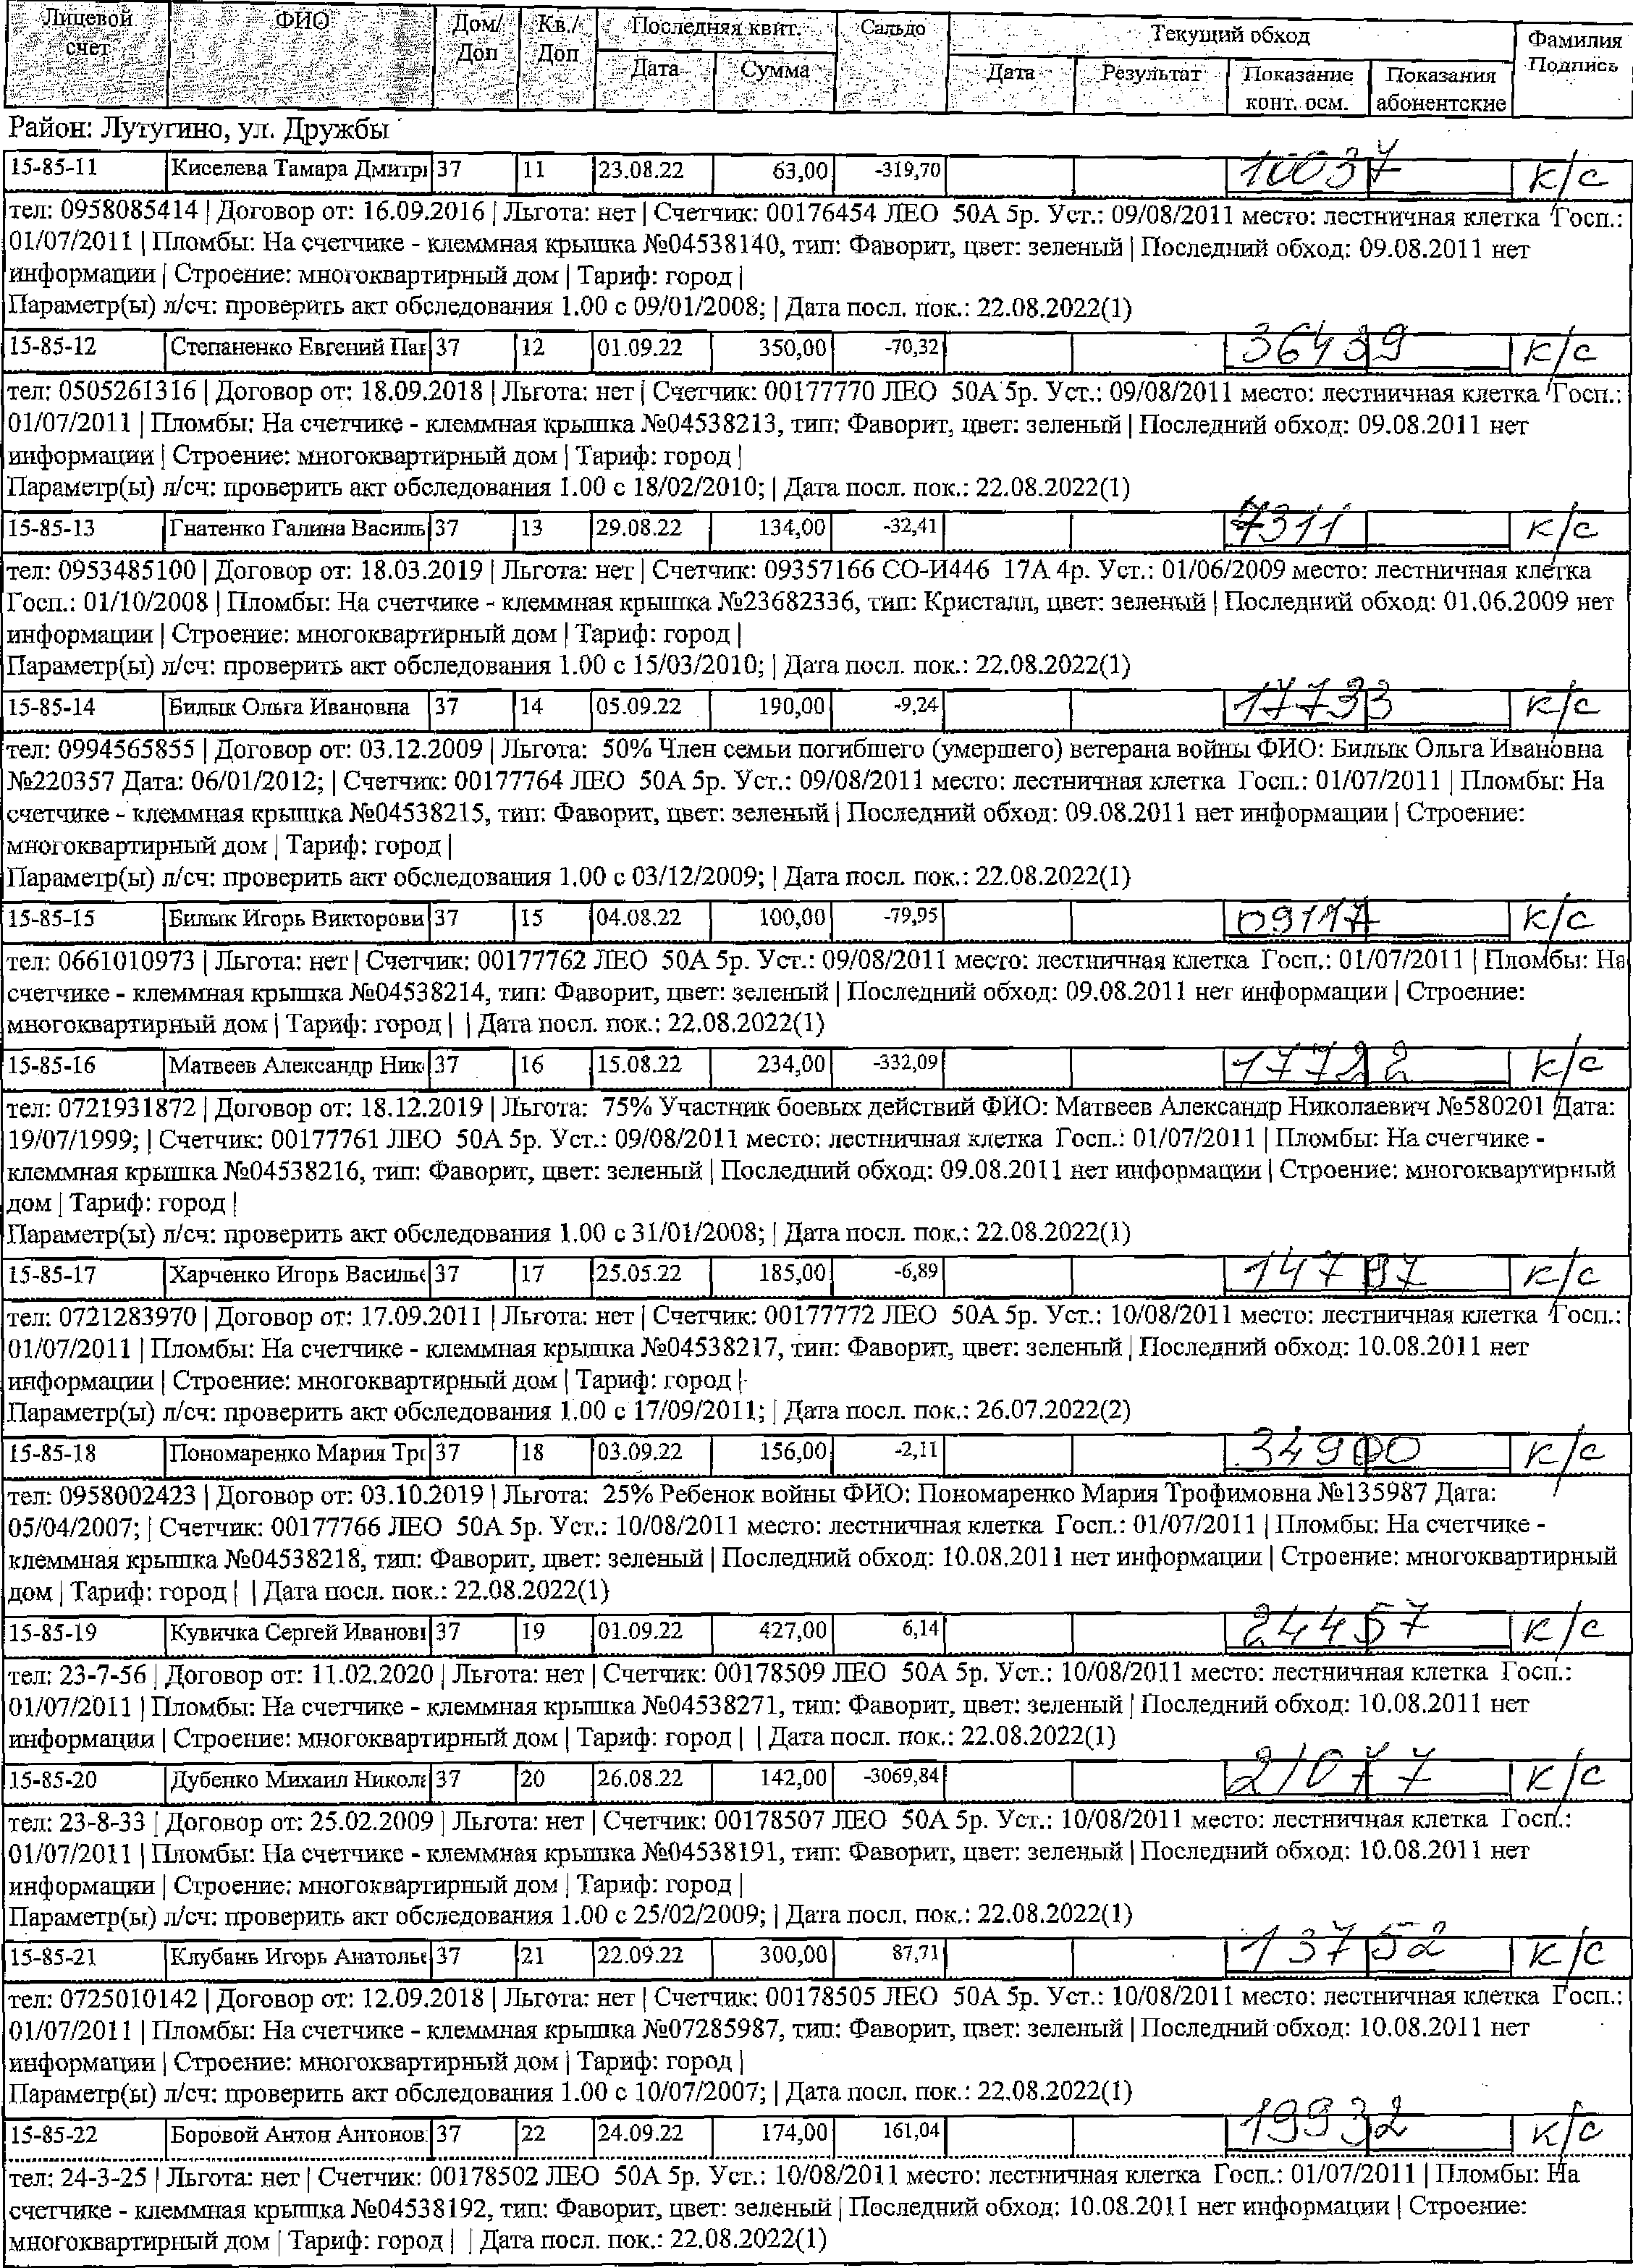 Лицевой счет | ФИО | Дом/ Доп | Кв./ Доп | Последняя квит. | Сальдо | Текущий обход | Фамилия Подпись
Дата | Сумма | Дата | Результат | Показание конт. осм. | Показания абонентские
Район: Лутугино, ул. Дружбы
15-85-11 | Киселева Тамара Дмитри | 37 | 11 | 23.08.22 | 63,00 | -319,70 | 10037 | к/с
тел: 0958085414 | Договор от: 16.09.2016 | Льгота: нет | Счетчик: 00176454 ЛЕО 50А 5р. Уст.: 09/08/2011 место: лестничная клетка Госп.:
01/07/2011 | Пломбы: На счетчике - клеммная крышка №04538140, тип: Фаворит, цвет: зеленый | Последний обход: 09.08.2011 нет
информации | Строение: многоквартирный дом | Тариф: город |
Параметр(ы) л/сч: проверить акт обследования 1.00 с 09/01/2008; | Дата посл. пок.: 22.08.2022(1)
15-85-12 | Степаненко Евгений Пав | 37 | 12 | 01.09.22 | 350,00 | -70,32 | 36439 | к/с
тел: 0505261316 | Договор от: 18.09.2018 | Льгота: нет | Счетчик: 00177770 ЛЕО 50А 5р. Уст.: 09/08/2011 место: лестничная клетка Госп.:
01/07/2011 | Пломбы: На счетчике - клеммная крышка №04538213, тип: Фаворит, цвет: зеленый | Последний обход: 09.08.2011 нет
информации | Строение: многоквартирный дом | Тариф: город |
Параметр(ы) л/сч: проверить акт обследования 1.00 с 18/02/2010; | Дата посл. пок.: 22.08.2022(1)
15-85-13 | Гнатенко Галина Василь | 37 | 13 | 29.08.22 | 134,00 | -32,41 | 7311 | к/с
тел: 0953485100 | Договор от: 18.03.2019 | Льгота: нет | Счетчик: 09357166 СО-И446 17А 4р. Уст.: 01/06/2009 место: лестничная клетка
Госп.: 01/10/2008 | Пломбы: На счетчике - клеммная крышка №23682336, тип: Кристалл, цвет: зеленый | Последний обход: 01.06.2009 нет
информации | Строение: многоквартирный дом | Тариф: город |
Параметр(ы) л/сч: проверить акт обследования 1.00 с 15/03/2010; | Дата посл. пок.: 22.08.2022(1)
15-85-14 | Билык Ольга Ивановна | 37 | 14 | 05.09.22 | 190,00 | -9,24 | 17733 | к/с
тел: 0994565855 | Договор от: 03.12.2009 | Льгота: 50% Член семьи погибшего (умершего) ветерана войны ФИО: Билык Ольга Ивановна
№220357 Дата: 06/01/2012; | Счетчик: 00177764 ЛЕО 50А 5р. Уст.: 09/08/2011 место: лестничная клетка Госп.: 01/07/2011 | Пломбы: На
счетчике - клеммная крышка №04538215, тип: Фаворит, цвет: зеленый | Последний обход: 09.08.2011 нет информации | Строение:
многоквартирный дом | Тариф: город |
Параметр(ы) л/сч: проверить акт обследования 1.00 с 03/12/2009; | Дата посл. пок.: 22.08.2022(1)
15-85-15 | Билык Игорь Викторови | 37 | 15 | 04.08.22 | 100,00 | -79,95 | 09117 | к/с
тел: 0661010973 | Льгота: нет | Счетчик: 00177762 ЛЕО 50А 5р. Уст.: 09/08/2011 место: лестничная клетка Госп.: 01/07/2011 | Пломбы: На
счетчике - клеммная крышка №04538214, тип: Фаворит, цвет: зеленый | Последний обход: 09.08.2011 нет информации | Строение:
многоквартирный дом | Тариф: город | | Дата посл. пок.: 22.08.2022(1)
15-85-16 | Матвеев Александр Ник | 37 | 16 | 15.08.22 | 234,00 | -332,09 | 17722 | к/с
тел: 0721931872 | Договор от: 18.12.2019 | Льгота: 75% Участник боевых действий ФИО: Матвеев Александр Николаевич №580201 Дата:
19/07/1999; | Счетчик: 00177761 ЛЕО 50А 5р. Уст.: 09/08/2011 место: лестничная клетка Госп.: 01/07/2011 | Пломбы: На счетчике -
клеммная крышка №04538216, тип: Фаворит, цвет: зеленый | Последний обход: 09.08.2011 нет информации | Строение: многоквартирный
дом | Тариф: город |
Параметр(ы) л/сч: проверить акт обследования 1.00 с 31/01/2008; | Дата посл. пок.: 22.08.2022(1)
15-85-17 | Харченко Игорь Василье | 37 | 17 | 25.05.22 | 185,00 | -6,89 | 14797 | к/с
тел: 0721283970 | Договор от: 17.09.2011 | Льгота: нет | Счетчик: 00177772 ЛЕО 50А 5р. Уст.: 10/08/2011 место: лестничная клетка Госп.:
01/07/2011 | Пломбы: На счетчике - клеммная крышка №04538217, тип: Фаворит, цвет: зеленый | Последний обход: 10.08.2011 нет
информации | Строение: многоквартирный дом | Тариф: город |
Параметр(ы) л/сч: проверить акт обследования 1.00 с 17/09/2011; | Дата посл. пок.: 26.07.2022(2)
15-85-18 | Пономаренко Мария Тро | 37 | 18 | 03.09.22 | 156,00 | -2,11 | 34900 | к/с
тел: 0958002423 | Договор от: 03.10.2019 | Льгота: 25% Ребенок войны ФИО: Пономаренко Мария Трофимовна №135987 Дата:
05/04/2007; | Счетчик: 00177766 ЛЕО 50А 5р. Уст.: 10/08/2011 место: лестничная клетка Госп.: 01/07/2011 | Пломбы: На счетчике -
клеммная крышка №04538218, тип: Фаворит, цвет: зеленый | Последний обход: 10.08.2011 нет информации | Строение: многоквартирный
дом | Тариф: город | | Дата посл. пок.: 22.08.2022(1)
15-85-19 | Кувичка Сергей Иванови | 37 | 19 | 01.09.22 | 427,00 | 6,14 | 24457 | к/с
тел: 23-7-56 | Договор от: 11.02.2020 | Льгота: нет | Счетчик: 00178509 ЛЕО 50А 5р. Уст.: 10/08/2011 место: лестничная клетка Госп.:
01/07/2011 | Пломбы: На счетчике - клеммная крышка №04538271, тип: Фаворит, цвет: зеленый | Последний обход: 10.08.2011 нет
информации | Строение: многоквартирный дом | Тариф: город | | Дата посл. пок.: 22.08.2022(1)
15-85-20 | Дубенко Михаил Никола | 37 | 20 | 26.08.22 | 142,00 | -3069,84 | 21077 | к/с
тел: 23-8-33 | Договор от: 25.02.2009 | Льгота: нет | Счетчик: 00178507 ЛЕО 50А 5р. Уст.: 10/08/2011 место: лестничная клетка Госп.:
01/07/2011 | Пломбы: На счетчике - клеммная крышка №04538191, тип: Фаворит, цвет: зеленый | Последний обход: 10.08.2011 нет
информации | Строение: многоквартирный дом | Тариф: город |
Параметр(ы) л/сч: проверить акт обследования 1.00 с 25/02/2009; | Дата посл. пок.: 22.08.2022(1)
15-85-21 | Клубань Игорь Анатолье | 37 | 21 | 22.09.22 | 300,00 | 87,71 | 13752 | к/с
тел: 0725010142 | Договор от: 12.09.2018 | Льгота: нет | Счетчик: 00178505 ЛЕО 50А 5р. Уст.: 10/08/2011 место: лестничная клетка Госп.:
01/07/2011 | Пломбы: На счетчике - клеммная крышка №07285987, тип: Фаворит, цвет: зеленый | Последний обход: 10.08.2011 нет
информации | Строение: многоквартирный дом | Тариф: город |
Параметр(ы) л/сч: проверить акт обследования 1.00 с 10/07/2007; | Дата посл. пок.: 22.08.2022(1)
15-85-22 | Боровой Антон Антонов | 37 | 22 | 24.09.22 | 174,00 | 161,04 | 19932 | к/с
тел: 24-3-25 | Льгота: нет | Счетчик: 00178502 ЛЕО 50А 5р. Уст.: 10/08/2011 место: лестничная клетка Госп.: 01/07/2011 | Пломбы: На
счетчике - клеммная крышка №04538192, тип: Фаворит, цвет: зеленый | Последний обход: 10.08.2011 нет информации | Строение:
многоквартирный дом | Тариф: город | | Дата посл. пок.: 22.08.2022(1)